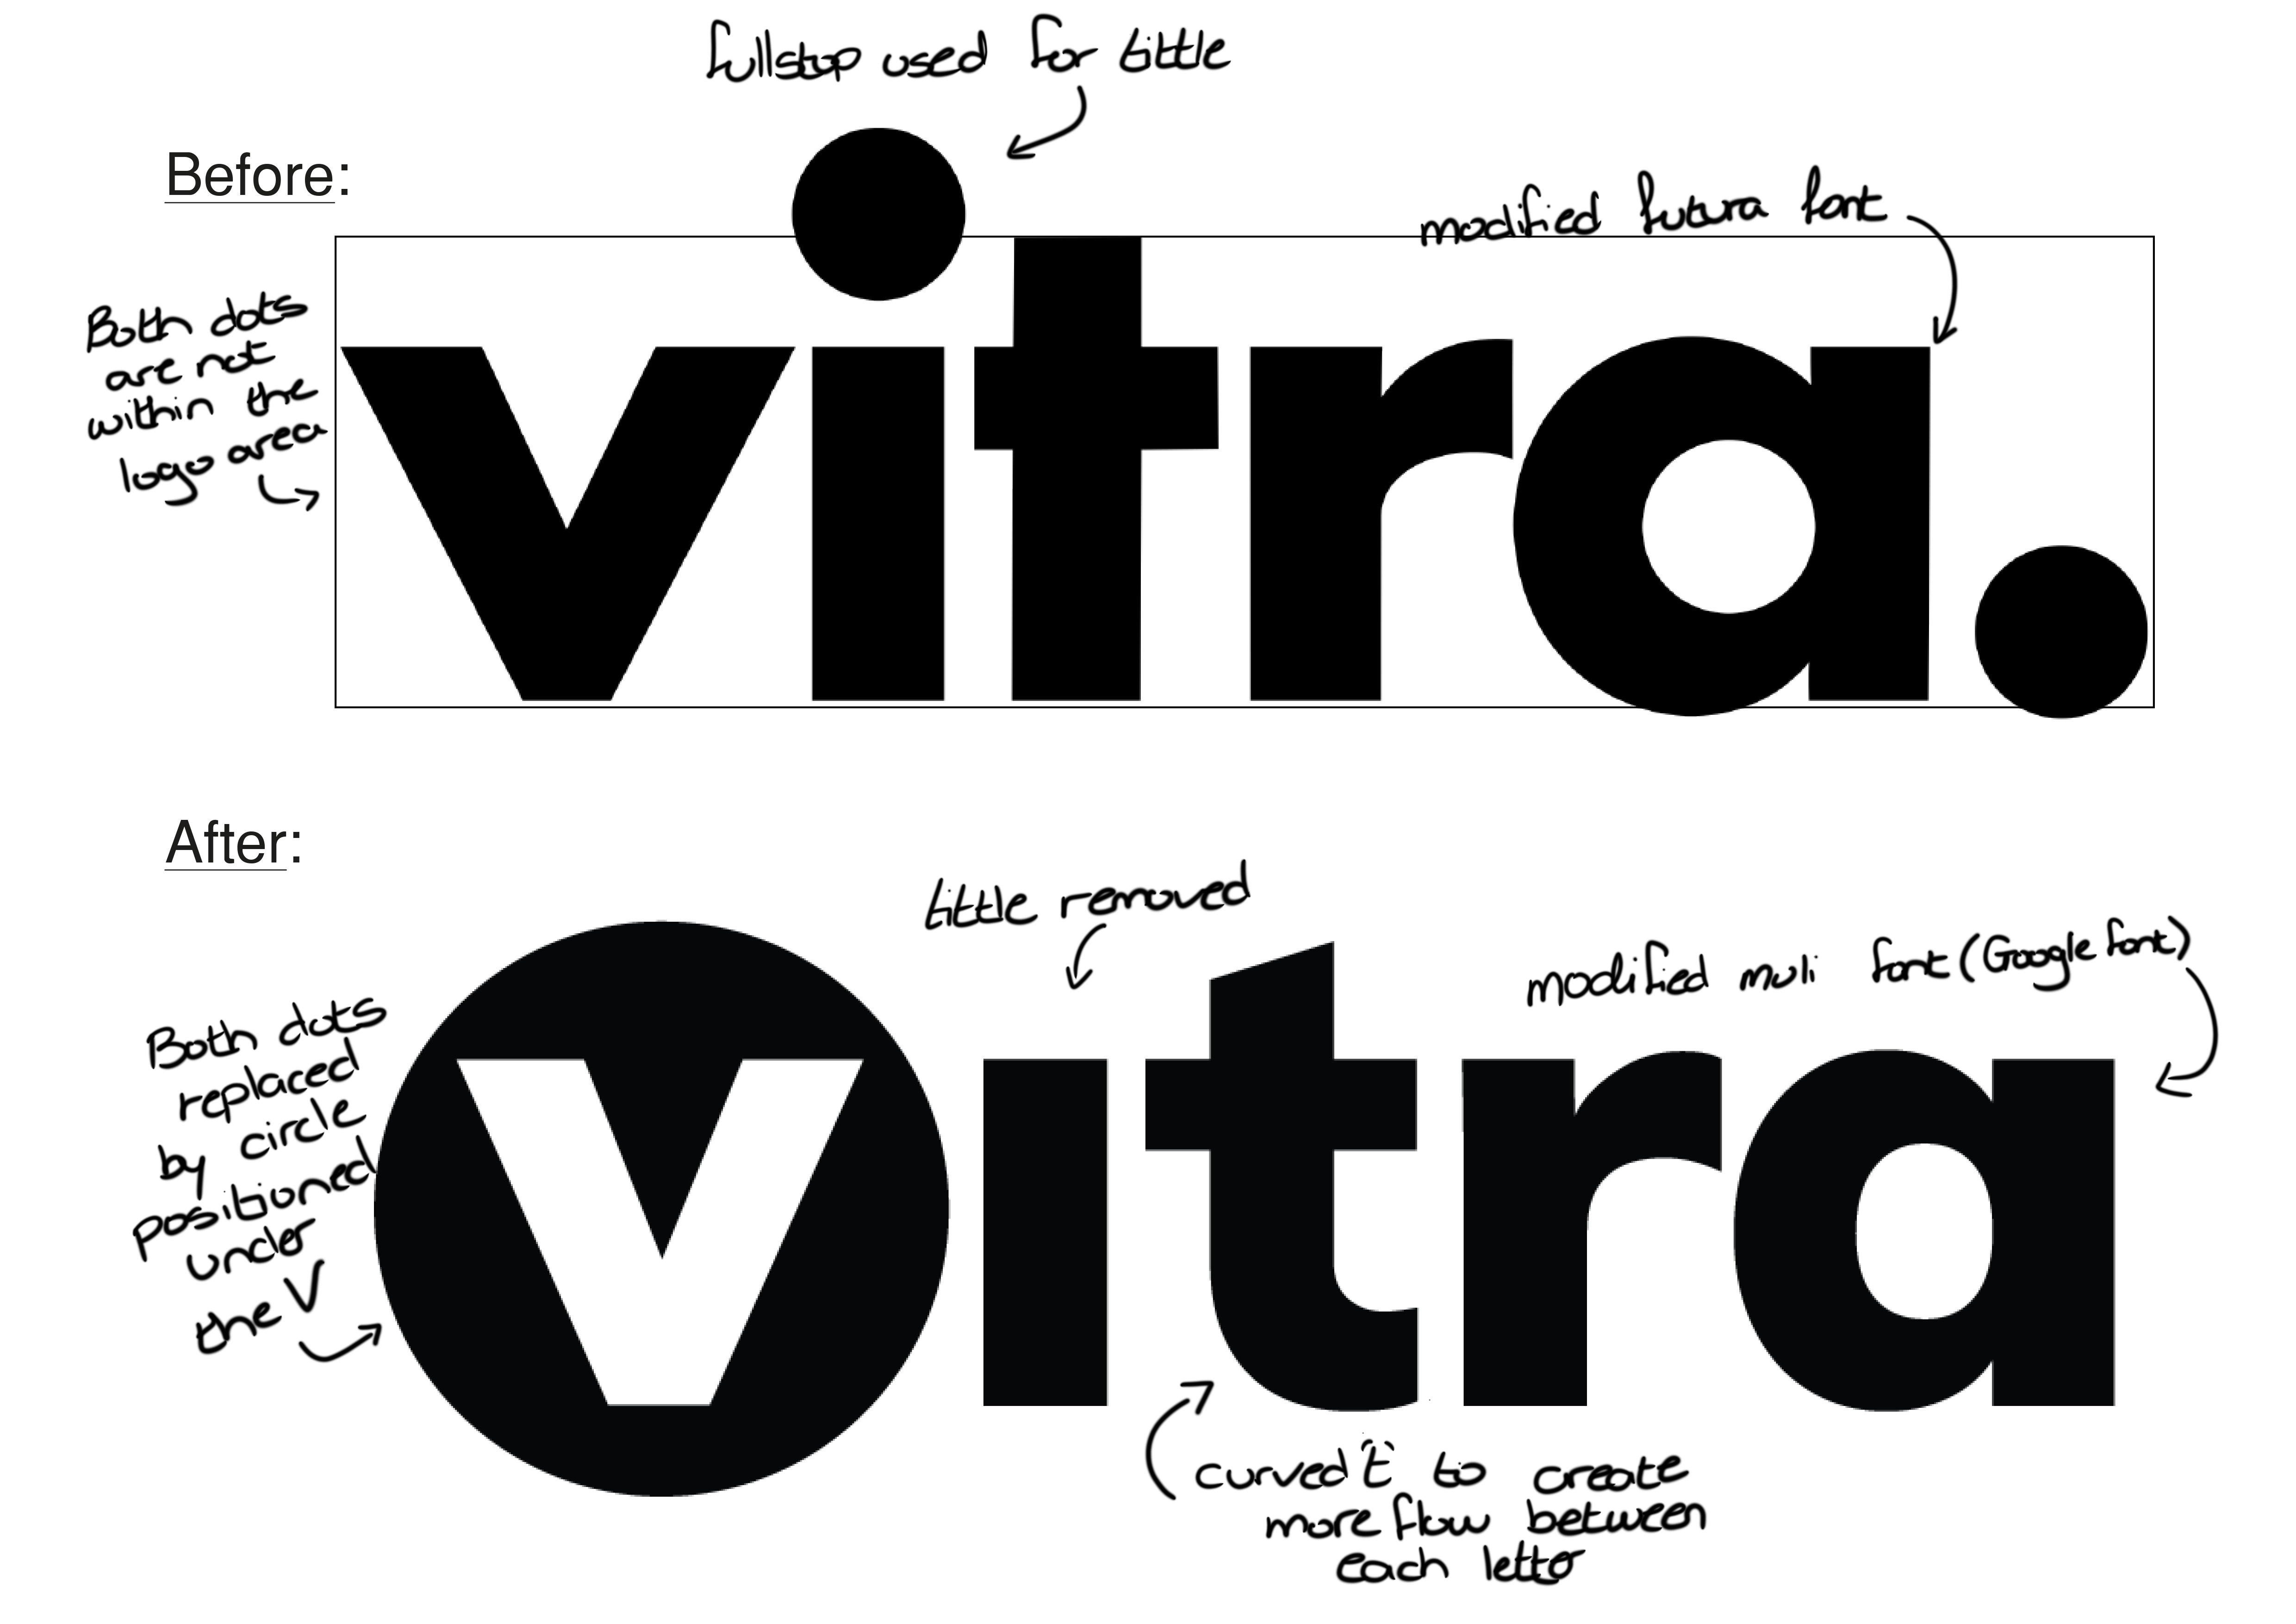 fullstop used for tittle
Before:
modified futura font
Both dots
are not
within the
logo area
vitra.
After:
tittle removed
modified muli font (Google font)
Both dots
replaced
by circle
positioned
under
the V
vıtra
curved "t" to create
more flow between
each letter